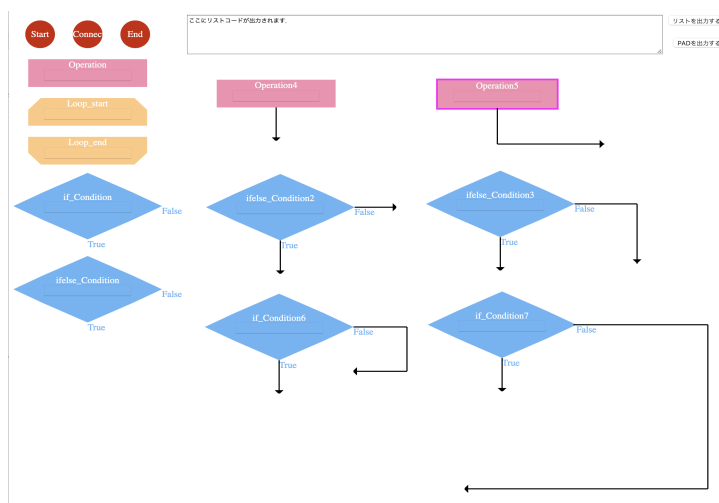 Start
Connec
End
ここにリストコードが出力されます.
リストを出力する
PADを出力する
Operation
Loop_start
Loop_end
if_Condition
False
True
ifelse_Condition
False
True
Operation4
Operation5
ifelse_Condition2
False
True
ifelse_Condition3
False
True
if_Condition6
False
True
if_Condition7
False
True